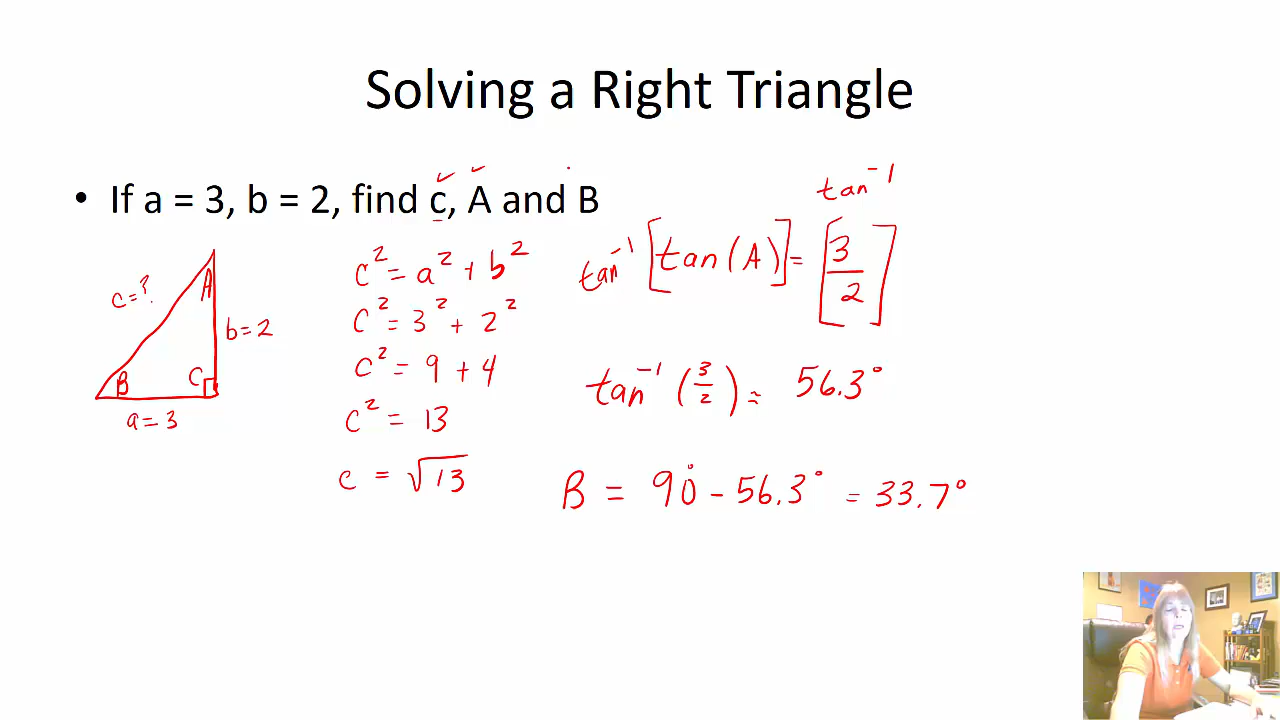 Solving a Right Triangle
• If a = 3, b = 2, find c, A and B
c = ?
A
b = 2
B
C
a = 3
c² = a² + b²
c² = 3² + 2²
c² = 9 + 4
c² = 13
c = √13
tan⁻¹
tan⁻¹ [tan(A)] = [3/2]
tan⁻¹ (3/2) ≈ 56.3°
B = 90° - 56.3° = 33.7°